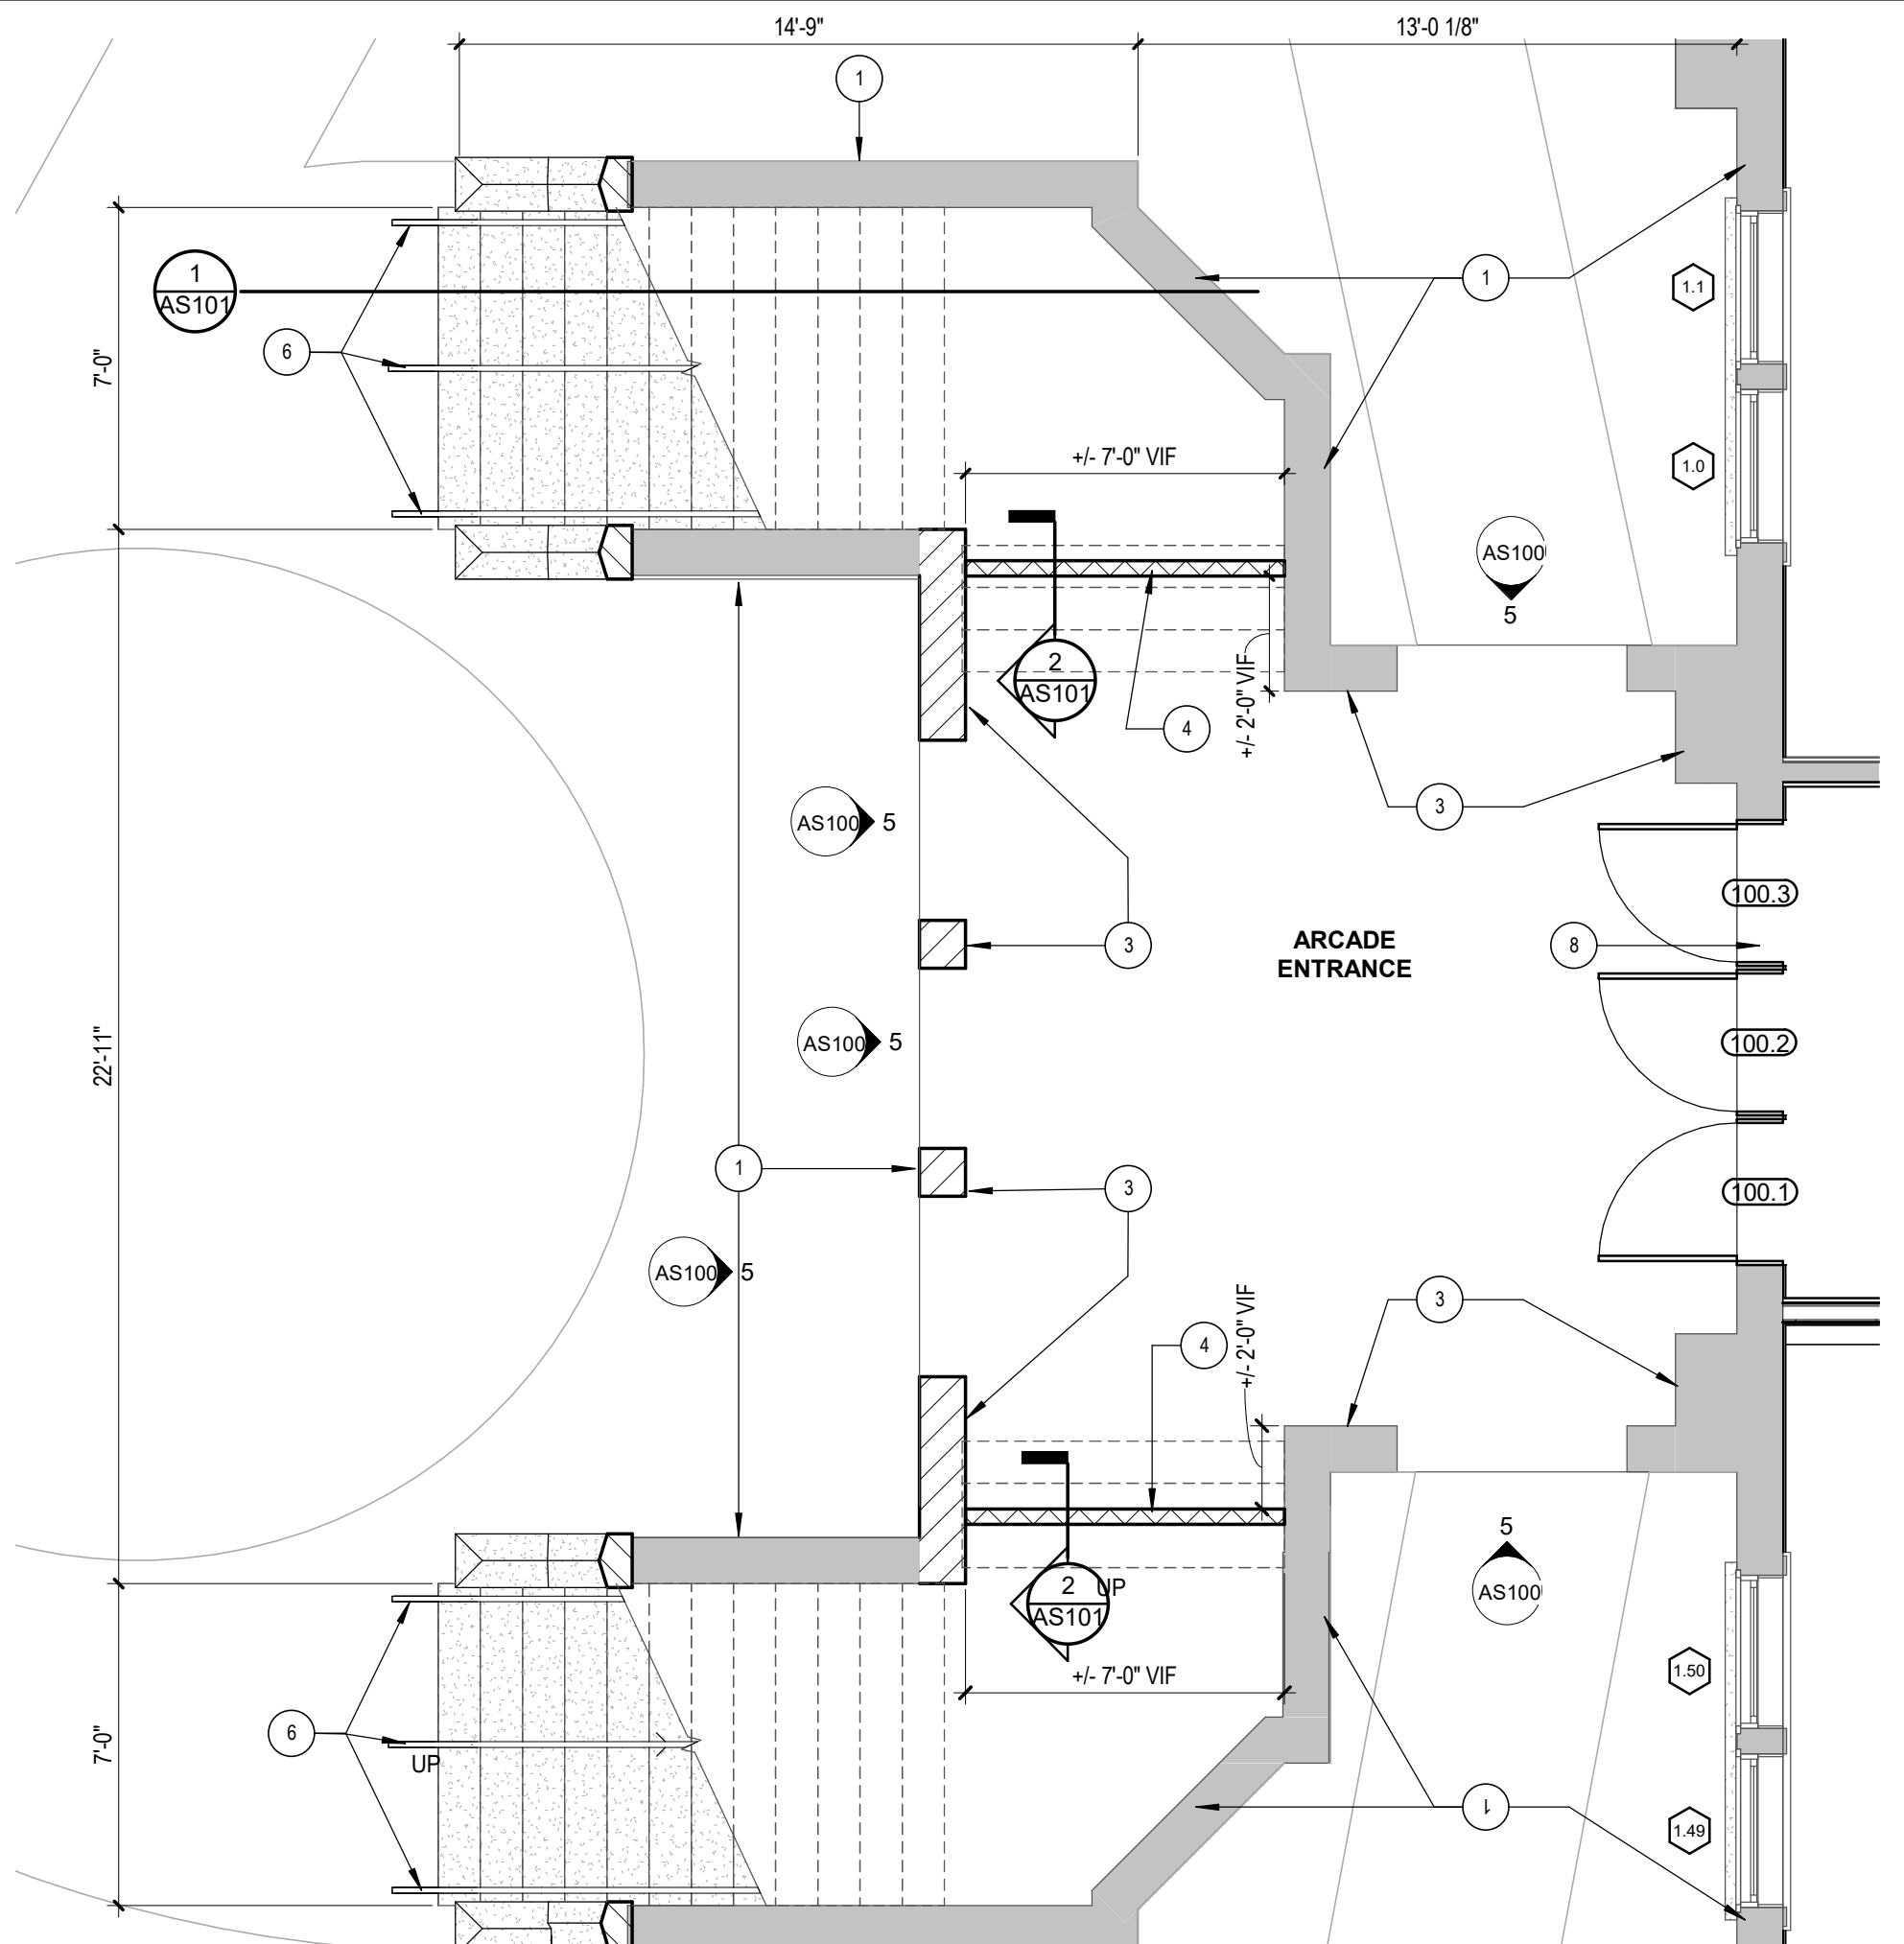 14'-9"
13'-0 1/8"
1
1
AS101
7'-0"
6
1
1.1
+/- 7'-0" VIF
1.0
AS100
5
2
AS101
+/- 2'-0" VIF
4
3
AS100
5
100.3
3
ARCADE
ENTRANCE
8
22'-11"
AS100
5
100.2
1
3
100.1
AS100
5
3
4
+/- 2'-0" VIF
5
AS100
2
UP
AS101
+/- 7'-0" VIF
1.50
7'-0"
6
UP
1
1.49